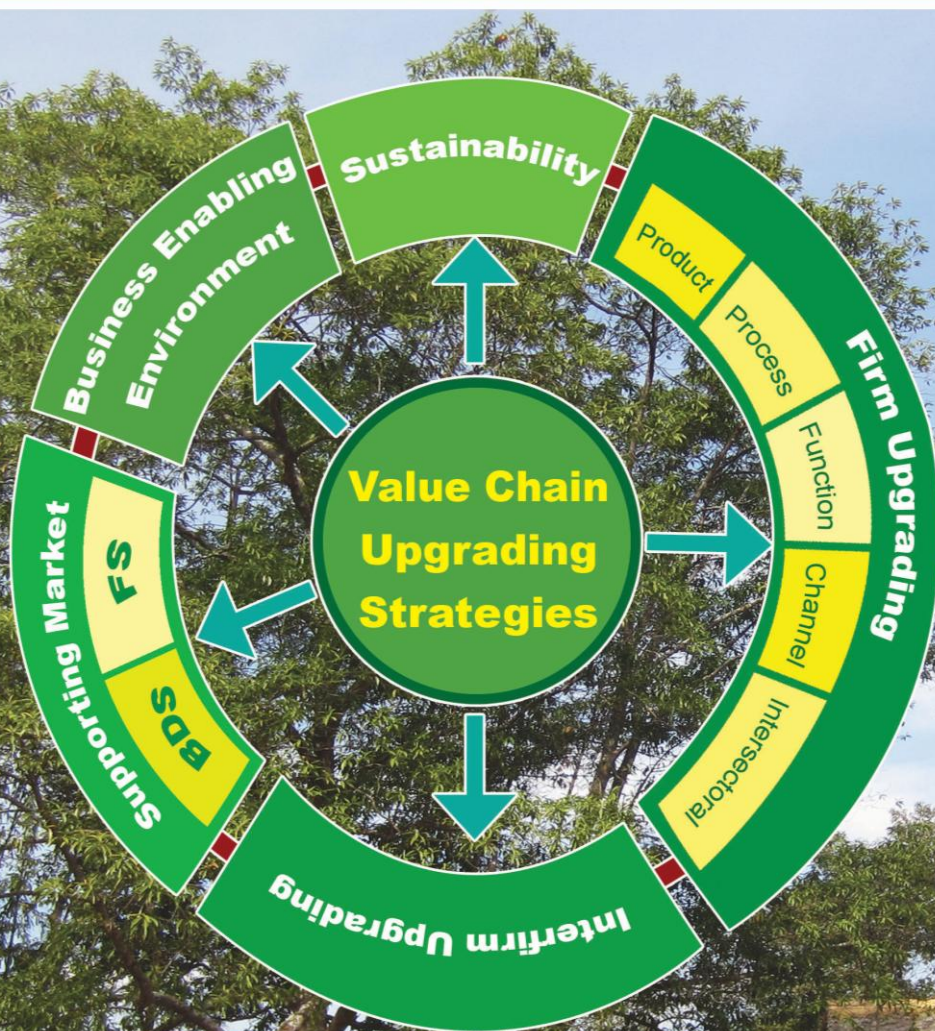 Value Chain
Upgrading
Strategies
Sustainability
Firm Upgrading
Product
Process
Function
Channel
Intersectoral
Interfirm Upgrading
Supporting Market
BDS
FS
Business Enabling
Environment